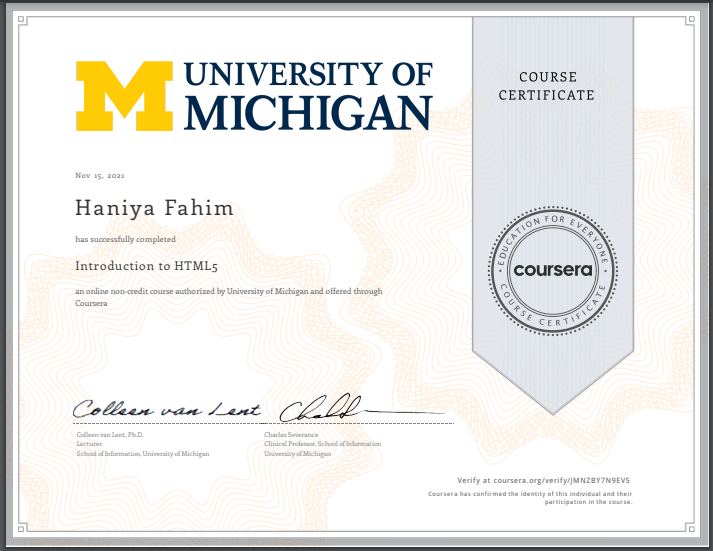 UNIVERSITY OF
MICHIGAN
COURSE
CERTIFICATE
Nov 15, 2021
Haniya Fahim
has successfully completed
Introduction to HTML5
an online non-credit course authorized by University of Michigan and offered through
Coursera
EDUCATION FOR EVERYONE
coursera
COURSE CERTIFICATE
Colleen van Lent
Colleen van Lent, Ph.D.
Lecturer
School of Information, University of Michigan
Charles Severance
Clinical Professor, School of Information
University of Michigan
Verify at coursera.org/verify/JMNZBY7N9EV5
Coursera has confirmed the identity of this individual and their
participation in the course.